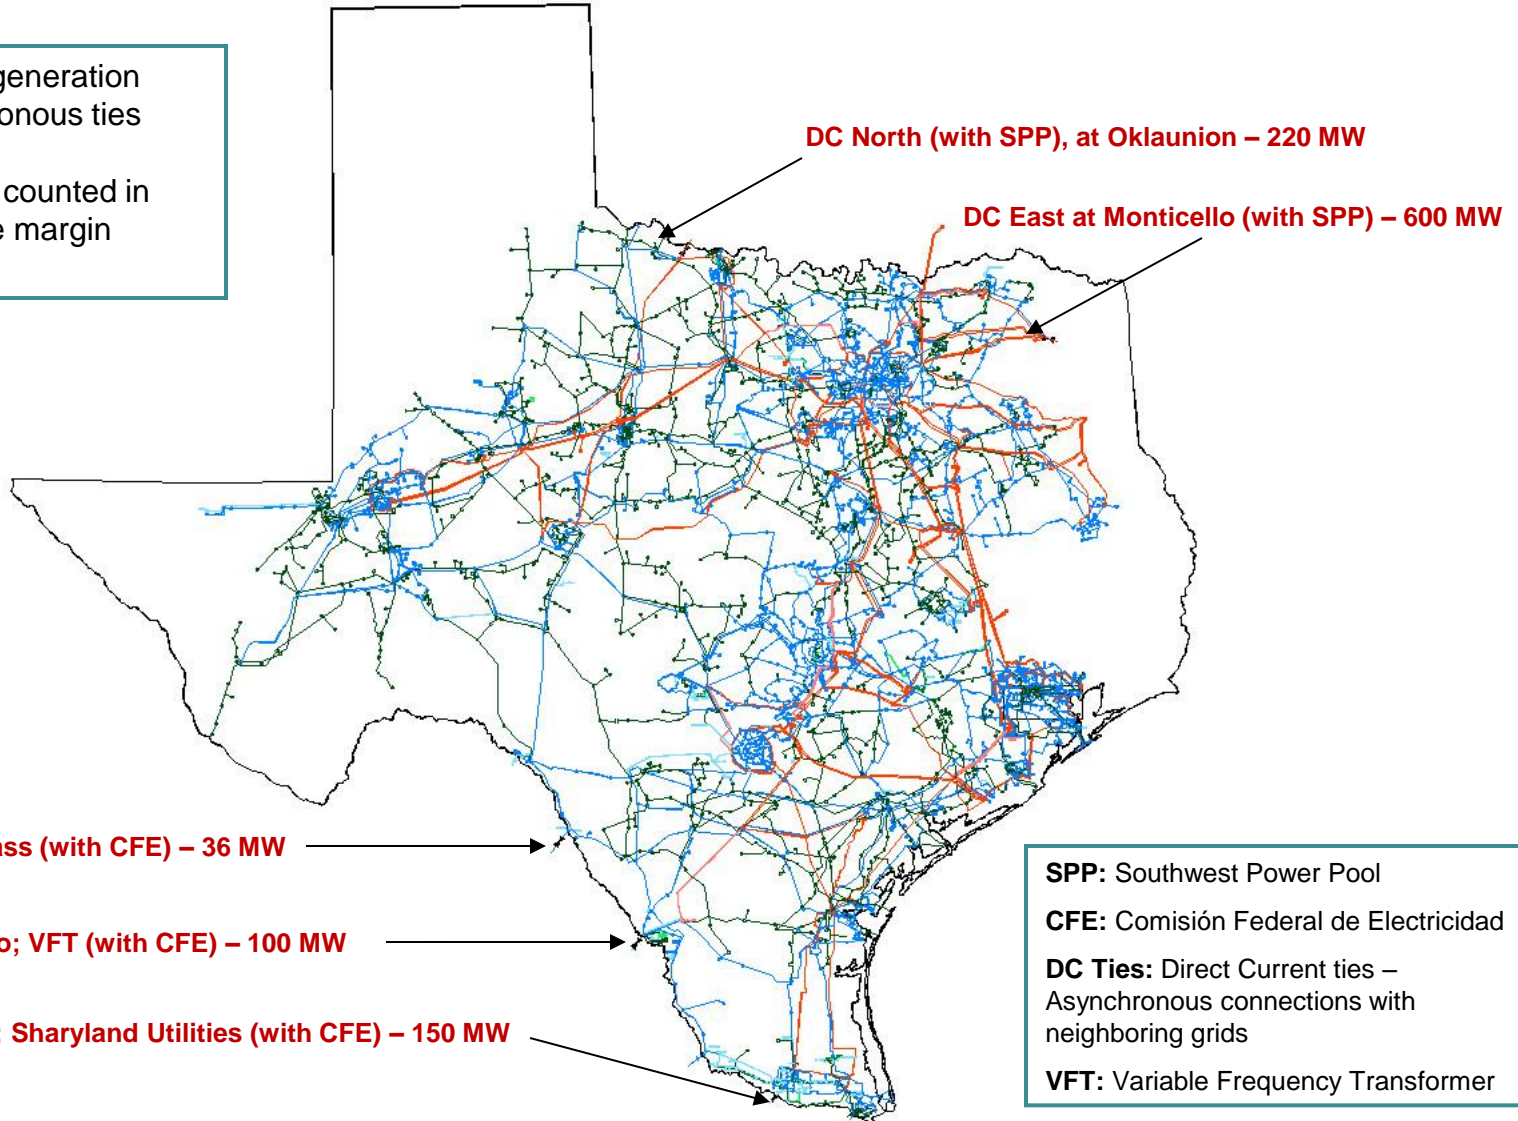 generation
onous ties
counted in
e margin
DC North (with SPP), at Oklaunion – 220 MW
DC East at Monticello (with SPP) – 600 MW
ass (with CFE) – 36 MW
o; VFT (with CFE) – 100 MW
Sharyland Utilities (with CFE) – 150 MW
SPP: Southwest Power Pool
CFE: Comisión Federal de Electricidad
DC Ties: Direct Current ties –
Asynchronous connections with
neighboring grids
VFT: Variable Frequency Transformer